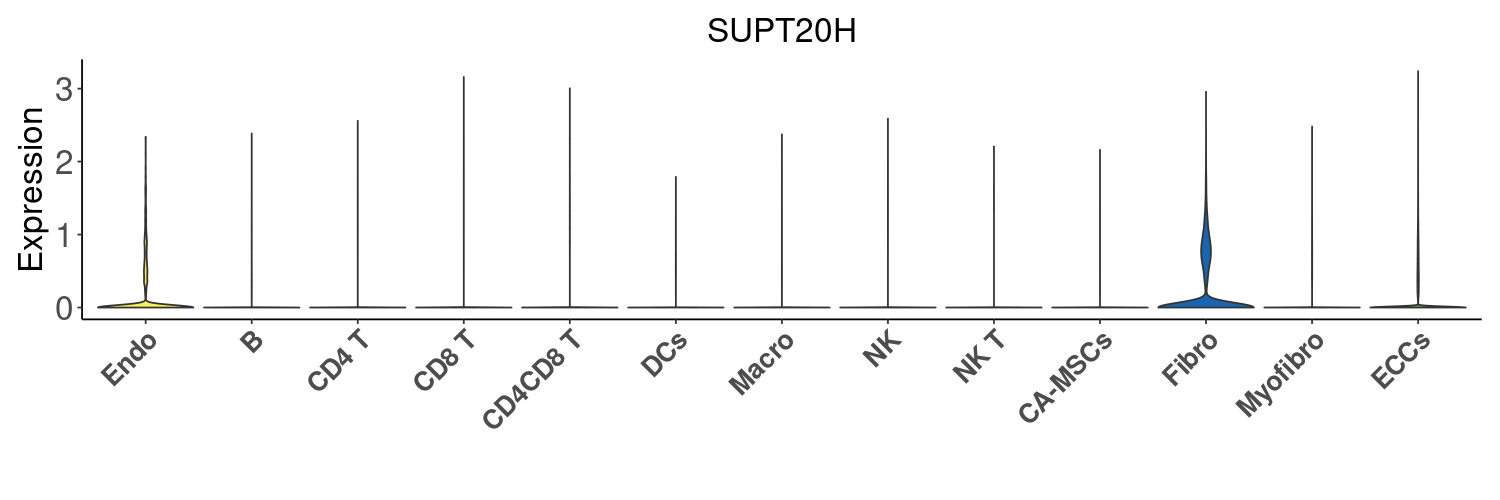 SUPT20H
Expression
3
2
1
0
Endo
B
CD4 T
CD8 T
CD4CD8 T
DCs
Macro
NK
NK T
CA-MSCs
Fibro
Myofibro
ECCs